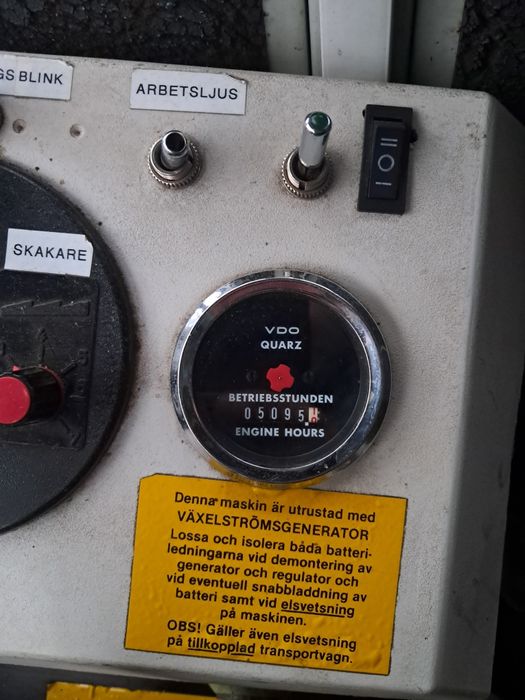 GS BLINK
ARBETSLJUS
SKAKARE
VDO
QUARZ
BETRIEBSSTUNDEN
05095
ENGINE HOURS
Denna maskin är utrustad med
VÄXELSTRÖMSGENERATOR
Lossa och isolera båda batteri-
ledningarna vid demontering av
generator och regulator och
vid eventuell snabbladdning av
batteri samt vid elsvetsning
på maskinen.
OBS! Gäller även elsvetsning
på tillkopplad transportvagn.